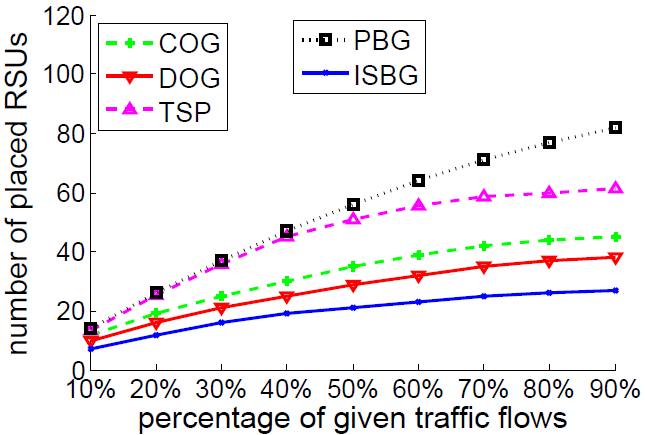 number of placed RSUs
120
100
80
60
40
20
0
COG
DOG
TSP
PBG
ISBG
10% 20% 30% 40% 50% 60% 70% 80% 90%
percentage of given traffic flows